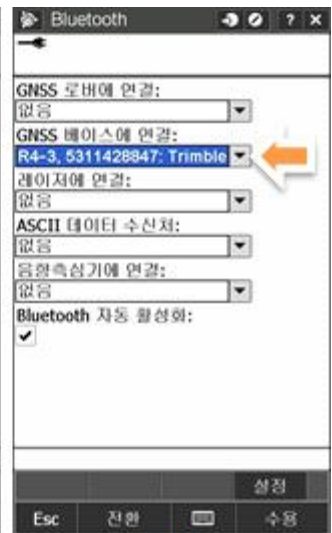 Bluetooth
GNSS 로버에 연결:
없음
GNSS 베이스에 연결:
R4-3, 5311428847: Trimble
레이저에 연결:
없음
ASCII 데이터 수신처:
없음
음향측심기에 연결:
없음
Bluetooth 자동 활성화:
설정
Esc 전환 수용